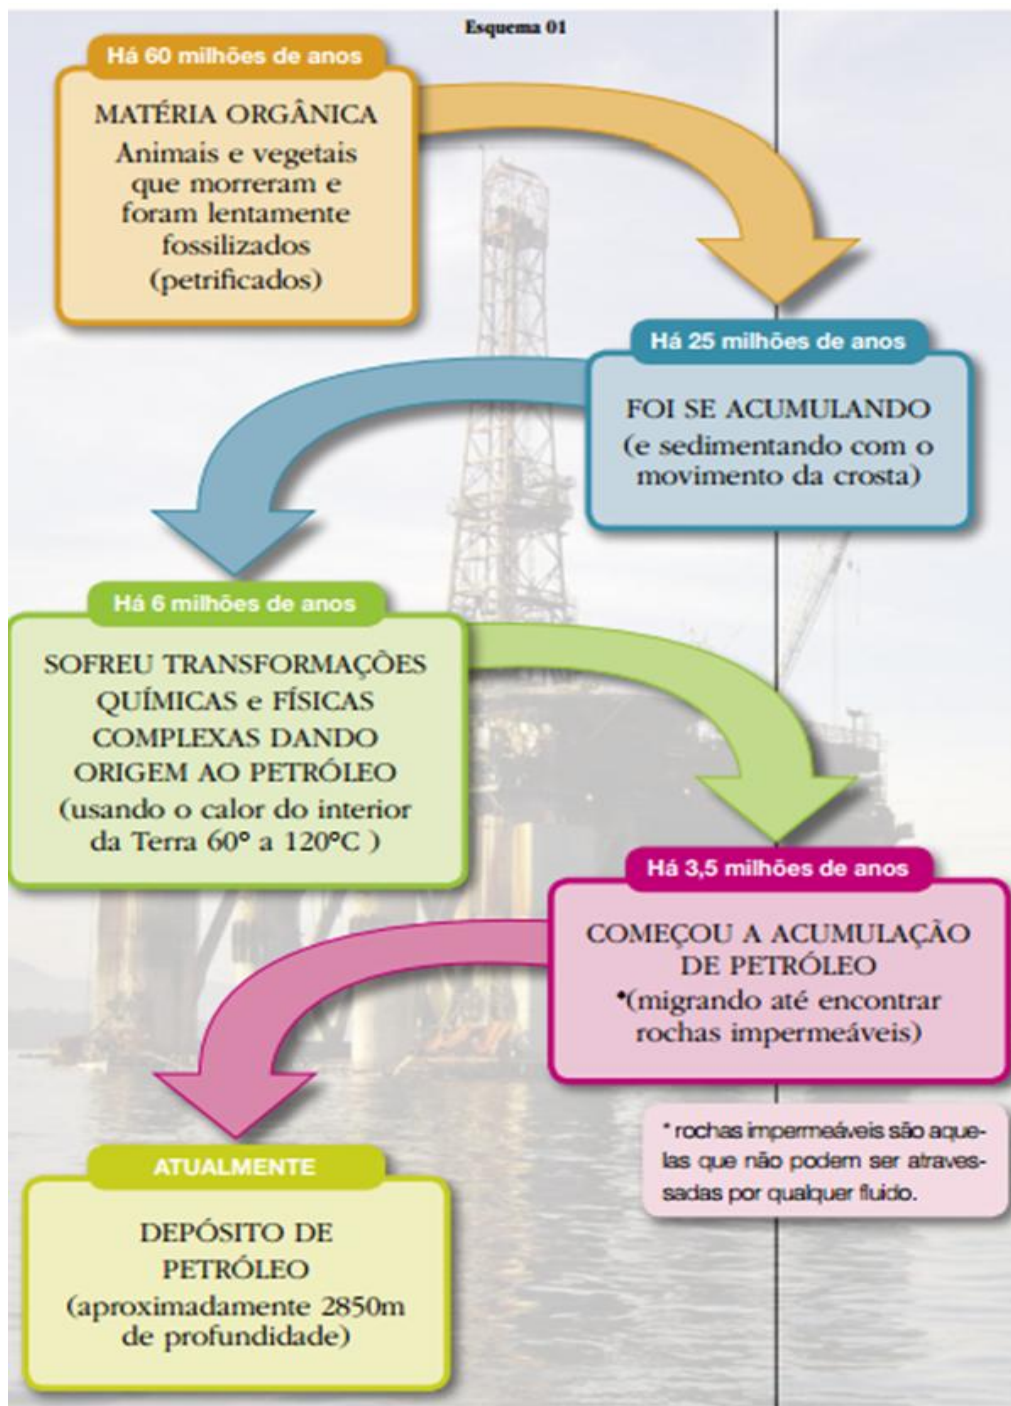 Esquema 01
Há 60 milhões de anos
MATÉRIA ORGÂNICA
Animais e vegetais
que morreram e
foram lentamente
fossilizados
(petrificados)
Há 25 milhões de anos
FOI SE ACUMULANDO
(e sedimentando com o
movimento da crosta)
Há 6 milhões de anos
SOFREU TRANSFORMAÇÕES
QUÍMICAS e FÍSICAS
COMPLEXAS DANDO
ORIGEM AO PETRÓLEO
(usando o calor do interior
da Terra 60° a 120°C )
Há 3,5 milhões de anos
COMEÇOU A ACUMULAÇÃO
DE PETRÓLEO
*(migrando até encontrar
rochas impermeáveis)
* rochas impermeáveis são aque-
las que não podem ser atraves-
sadas por qualquer fluido.
ATUALMENTE
DEPÓSITO DE
PETRÓLEO
(aproximadamente 2850m
de profundidade)